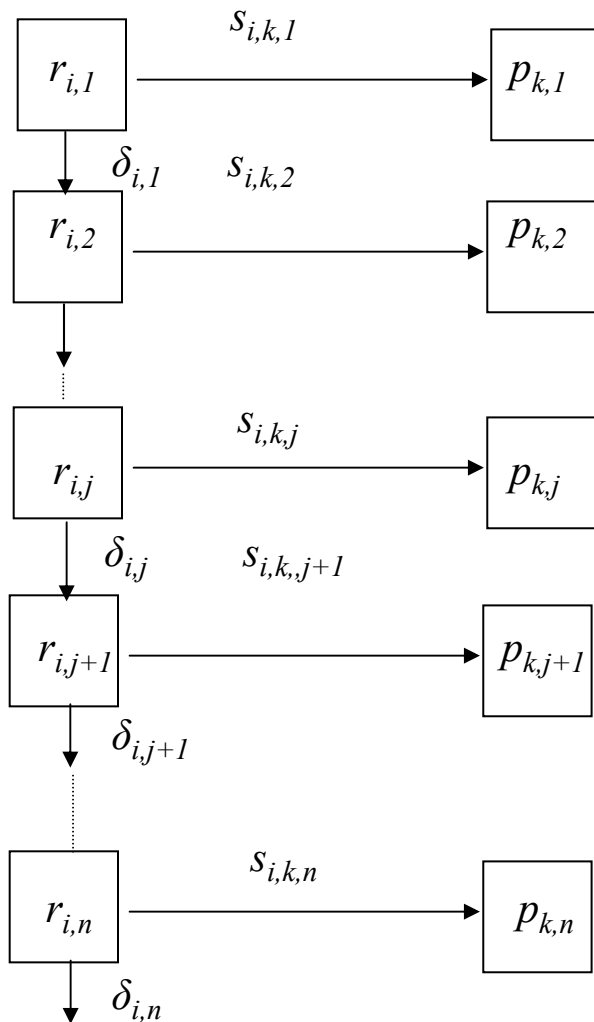 s_{i,k,1}
r_{i,1} p_{k,1}
δ_{i,1} s_{i,k,2}
r_{i,2} p_{k,2}
s_{i,k,j}
r_{i,j} p_{k,j}
δ_{i,j} s_{i,k,,j+1}
r_{i,j+1} p_{k,j+1}
δ_{i,j+1}
s_{i,k,n}
r_{i,n} p_{k,n}
δ_{i,n}